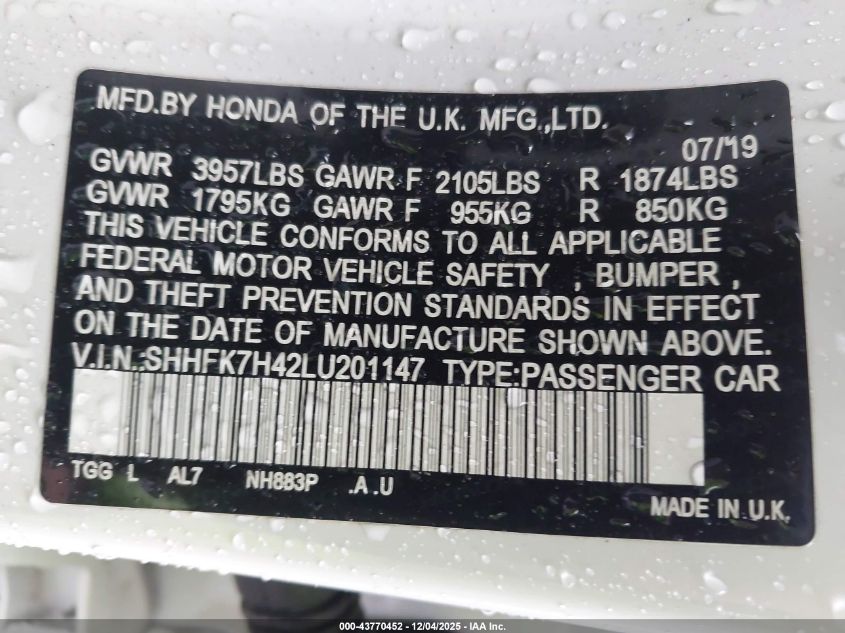 MFD.BY HONDA OF THE U.K. MFG.,LTD.
07/19
GVWR 3957LBS GAWR F 2105LBS R 1874LBS
GVWR 1795KG GAWR F 955KG R 850KG
THIS VEHICLE CONFORMS TO ALL APPLICABLE
FEDERAL MOTOR VEHICLE SAFETY , BUMPER ,
AND THEFT PREVENTION STANDARDS IN EFFECT
ON THE DATE OF MANUFACTURE SHOWN ABOVE.
V.I.N.:SHHFK7H42LU201147 TYPE:PASSENGER CAR
TGG L AL7 NH883P .A.U
MADE IN U.K.
000-43770452 - 12/04/2025 - IAA Inc.